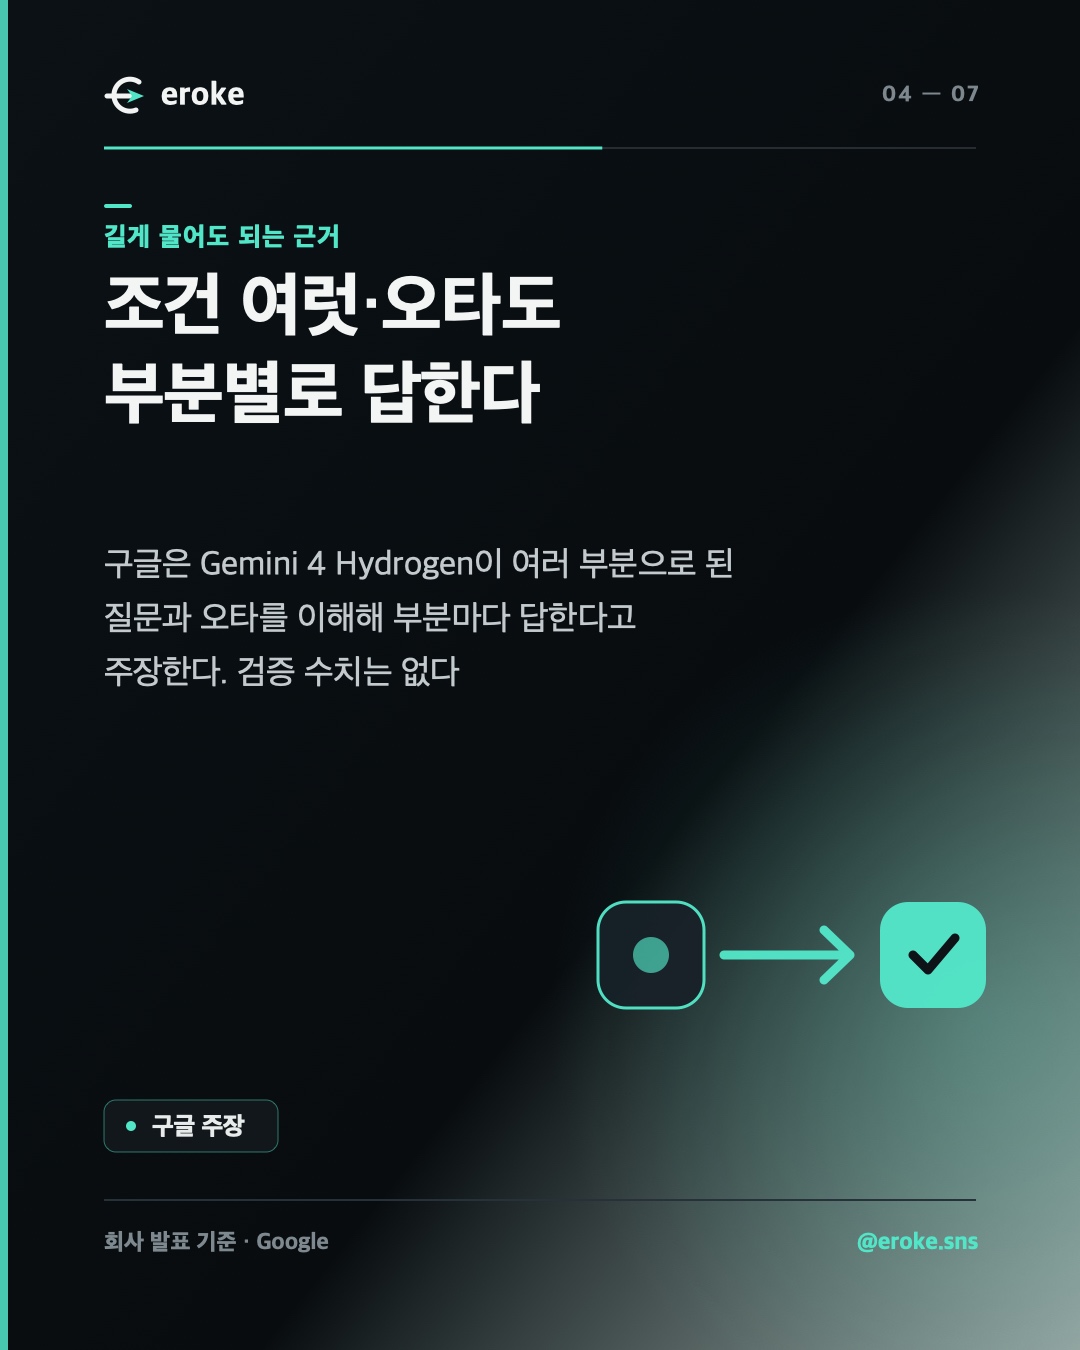 eroke
04 — 07
길게 물어도 되는 근거
조건 여럿·오타도
부분별로 답한다
구글은 Gemini 4 Hydrogen이 여러 부분으로 된
질문과 오타를 이해해 부분마다 답한다고
주장한다. 검증 수치는 없다
구글 주장
회사 발표 기준 · Google
@eroke.sns